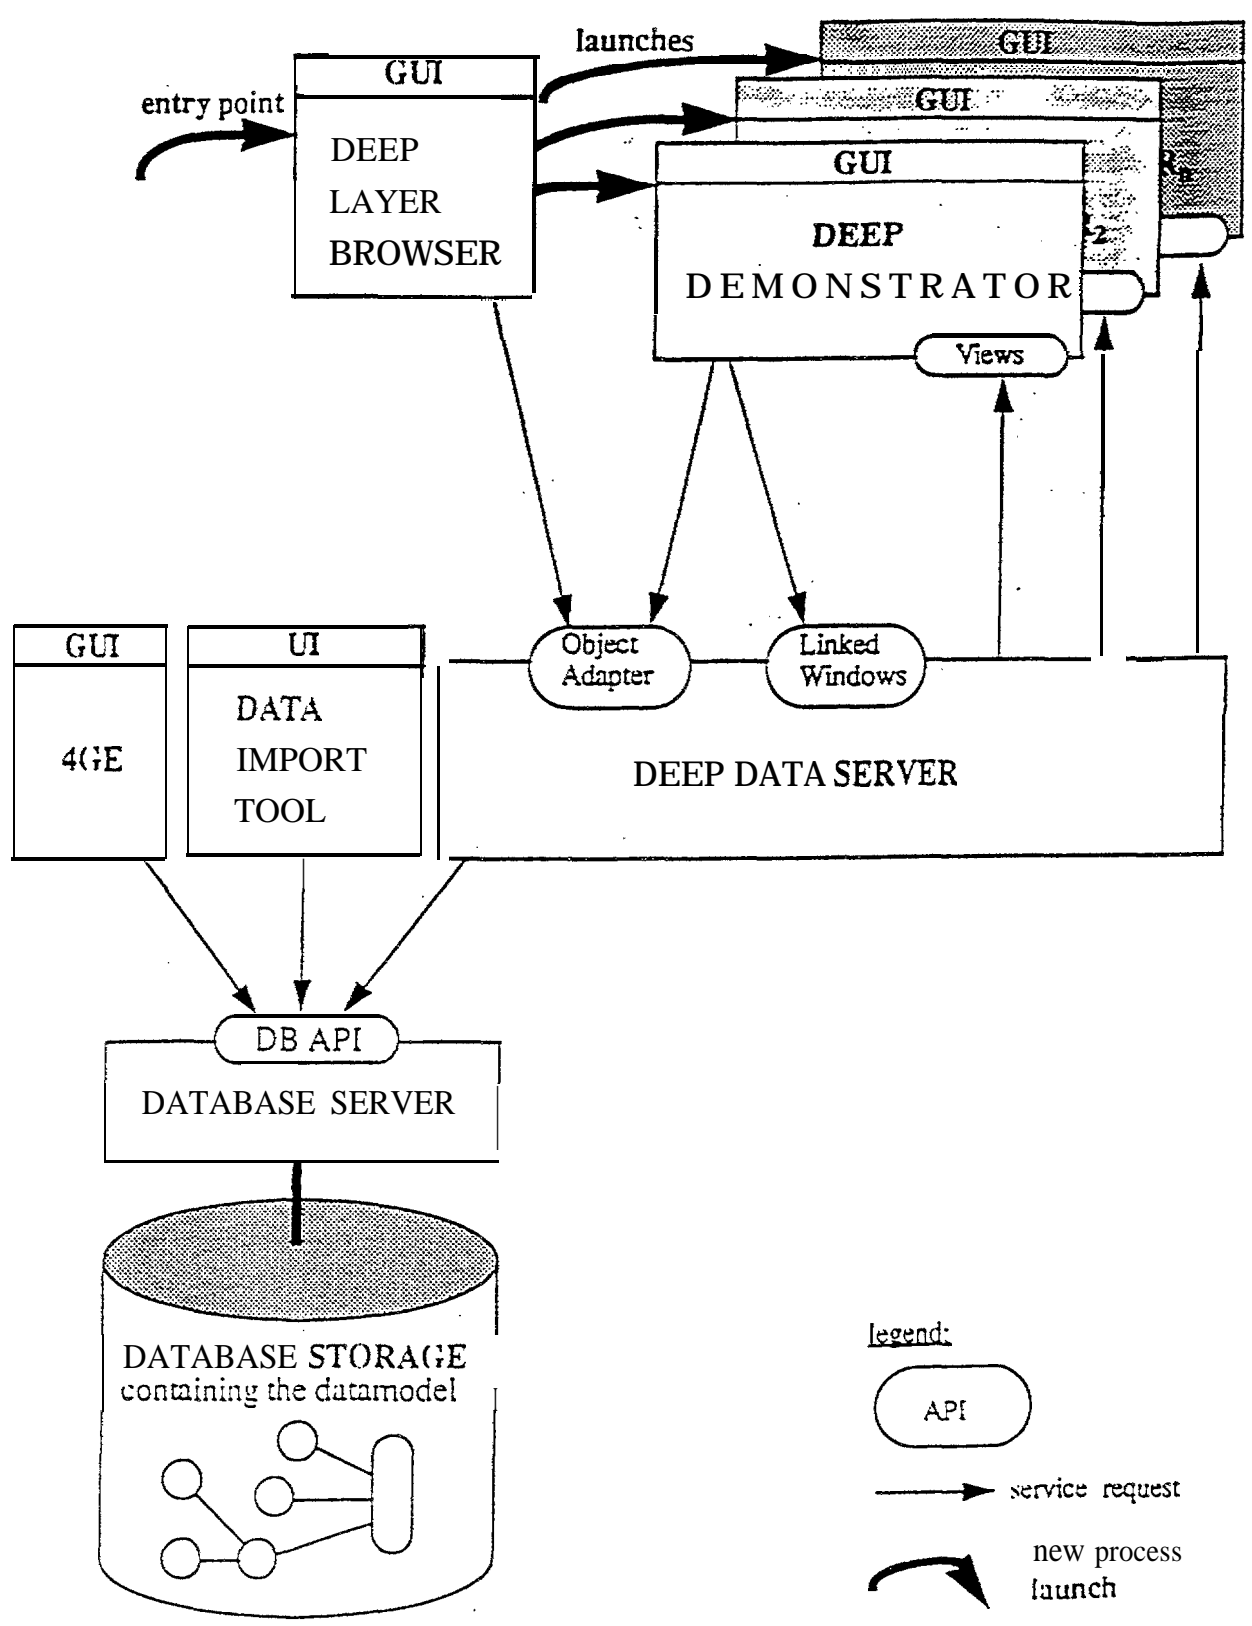 launches
GUI
GUI
GUI
entry point
GUI
DEEP
LAYER
BROWSER
Rn
R2
DEEP
DEMONSTRATOR
Views
GUI
4GE
UI
DATA
IMPORT
TOOL
Object
Adapter
Linked
Windows
DEEP DATA SERVER
DB API
DATABASE SERVER
DATABASE STORAGE
containing the datamodel
legend:
API
service request
new process
launch